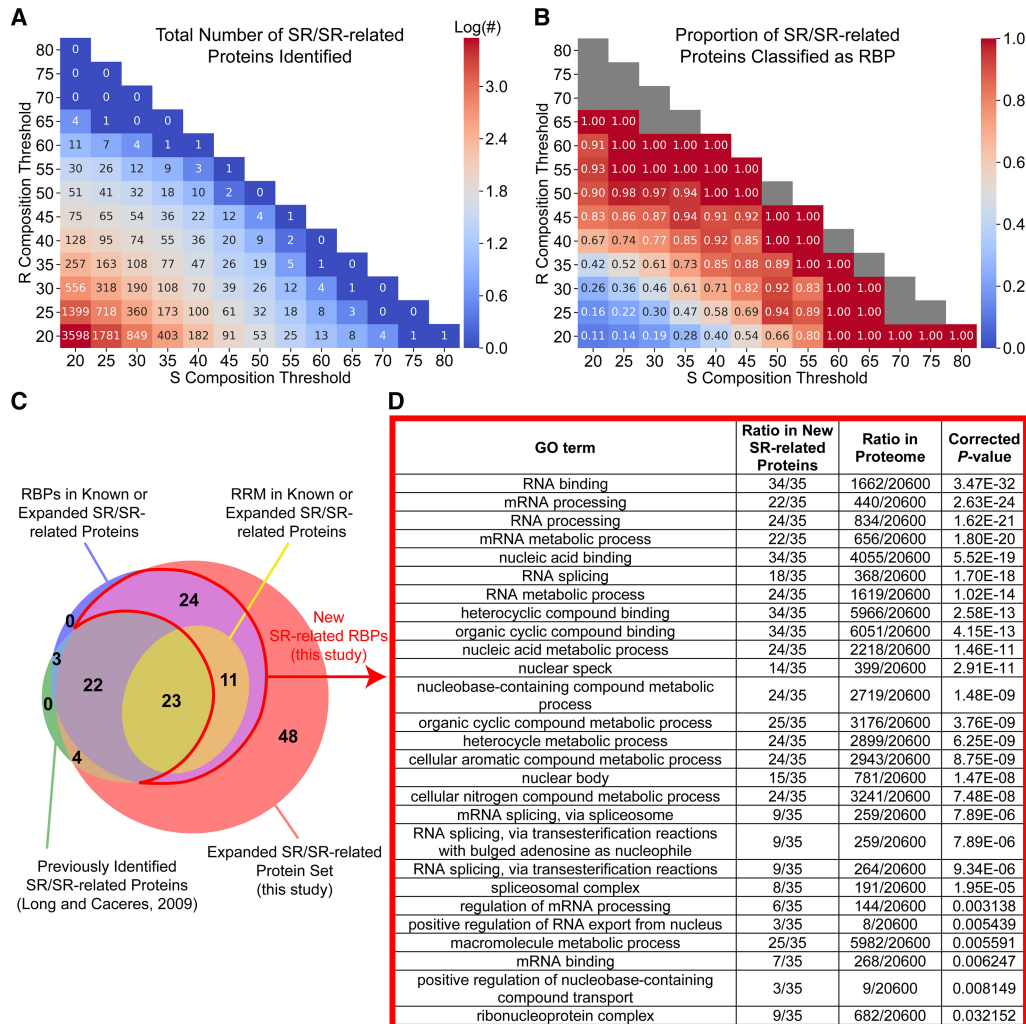 A
Total Number of SR/SR-related
Proteins Identified
Log(#)
R Composition Threshold
80 0
75 0 0
70 0 0 0
65 4 1 0 0
60 11 7 4 1 1
55 30 26 12 9 3 1
50 51 41 32 18 10 2 0
45 75 65 54 36 22 12 4 1
40 128 95 74 55 36 20 9 2 0
35 257 163 108 77 47 26 19 5 1 0
30 556 318 190 108 70 39 26 12 4 1 0
25 1399 718 360 173 100 61 32 18 8 3 0 0
20 3598 1781 849 403 182 91 53 25 13 8 4 1 1
20 25 30 35 40 45 50 55 60 65 70 75 80
S Composition Threshold
3.0
2.4
1.8
1.2
0.6
0.0
B
Proportion of SR/SR-related
Proteins Classified as RBP
R Composition Threshold
80
75
70
65 1.00 1.00
60 0.91 1.00 1.00 1.00 1.00
55 0.93 1.00 1.00 1.00 1.00 1.00
50 0.90 0.98 0.97 0.94 1.00 1.00
45 0.83 0.86 0.87 0.94 0.91 0.92 1.00 1.00
40 0.67 0.74 0.77 0.85 0.92 0.85 1.00 1.00
35 0.42 0.52 0.61 0.73 0.85 0.88 0.89 1.00 1.00
30 0.26 0.36 0.46 0.61 0.71 0.82 0.92 0.83 1.00 1.00
25 0.16 0.22 0.30 0.47 0.58 0.69 0.94 0.89 1.00 1.00
20 0.11 0.14 0.19 0.28 0.40 0.54 0.66 0.80 1.00 1.00 1.00 1.00 1.00
20 25 30 35 40 45 50 55 60 65 70 75 80
S Composition Threshold
1.0
0.8
0.6
0.4
0.2
0.0
C
RBPs in Known or
Expanded SR/SR-
related Proteins
RRM in Known or
Expanded SR/SR-
related Proteins
24
0
New
SR-related RBPs
(this study)
3
22
11
23
0
48
4
Previously Identified
SR/SR-related Proteins
(Long and Caceres, 2009)
Expanded SR/SR-related
Protein Set
(this study)
D
GO term Ratio in New SR-related Proteins Ratio in Proteome Corrected P-value
RNA binding 34/35 1662/20600 3.47E-32
mRNA processing 22/35 440/20600 2.63E-24
RNA processing 24/35 834/20600 1.62E-21
mRNA metabolic process 22/35 656/20600 1.80E-20
nucleic acid binding 34/35 4055/20600 5.52E-19
RNA splicing 18/35 368/20600 1.70E-18
RNA metabolic process 24/35 1619/20600 1.02E-14
heterocyclic compound binding 34/35 5966/20600 2.58E-13
organic cyclic compound binding 34/35 6051/20600 4.15E-13
nucleic acid metabolic process 24/35 2218/20600 1.46E-11
nuclear speck 14/35 399/20600 2.91E-11
nucleobase-containing compound metabolic process 24/35 2719/20600 1.48E-09
organic cyclic compound metabolic process 25/35 3176/20600 3.76E-09
heterocycle metabolic process 24/35 2899/20600 6.25E-09
cellular aromatic compound metabolic process 24/35 2943/20600 8.75E-09
nuclear body 15/35 781/20600 1.47E-08
cellular nitrogen compound metabolic process 24/35 3241/20600 7.48E-08
mRNA splicing, via spliceosome 9/35 259/20600 7.89E-06
RNA splicing, via transesterification reactions with bulged adenosine as nucleophile 9/35 259/20600 7.89E-06
RNA splicing, via transesterification reactions 9/35 264/20600 9.34E-06
spliceosomal complex 8/35 191/20600 1.95E-05
regulation of mRNA processing 6/35 144/20600 0.003138
positive regulation of RNA export from nucleus 3/35 8/20600 0.005439
macromolecule metabolic process 25/35 5982/20600 0.005591
mRNA binding 7/35 268/20600 0.006247
positive regulation of nucleobase-containing compound transport 3/35 9/20600 0.008149
ribonucleoprotein complex 9/35 682/20600 0.032152